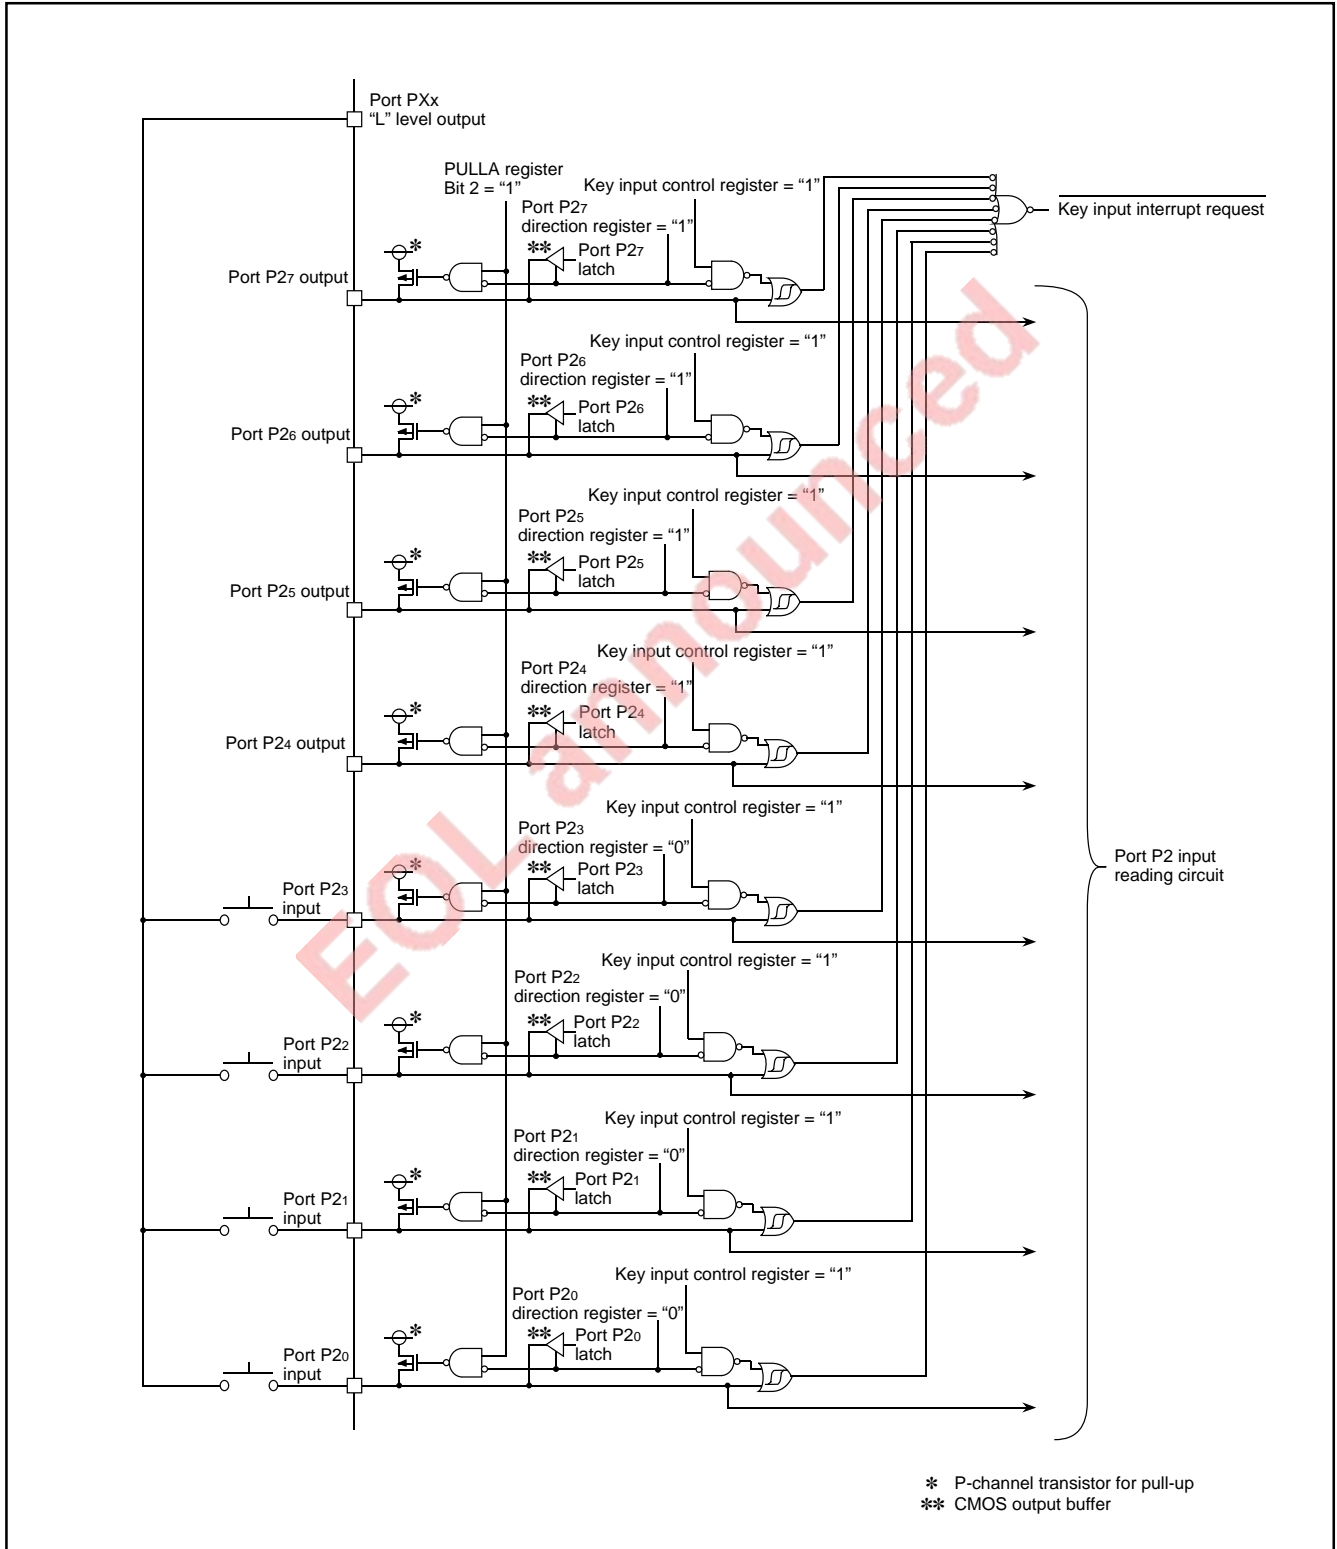 Port PXx
“L” level output
PULLA register
Bit 2 = “1”
Key input control register = “1”
Key input interrupt request
Port P27
direction register = “1”
*
**
Port P27
latch
Port P27 output
Key input control register = “1”
Port P26
direction register = “1”
*
**
Port P26
latch
Port P26 output
Key input control register = “1”
Port P25
direction register = “1”
*
**
Port P25
latch
Port P25 output
Key input control register = “1”
Port P24
direction register = “1”
*
**
Port P24
latch
Port P24 output
Key input control register = “1”
Port P23
direction register = “0”
*
**
Port P23
latch
Port P23
input
Port P2 input
reading circuit
Key input control register = “1”
Port P22
direction register = “0”
*
**
Port P22
latch
Port P22
input
Key input control register = “1”
Port P21
direction register = “0”
*
**
Port P21
latch
Port P21
input
Key input control register = “1”
Port P20
direction register = “0”
*
**
Port P20
latch
Port P20
input
* P-channel transistor for pull-up
** CMOS output buffer
EOL announced